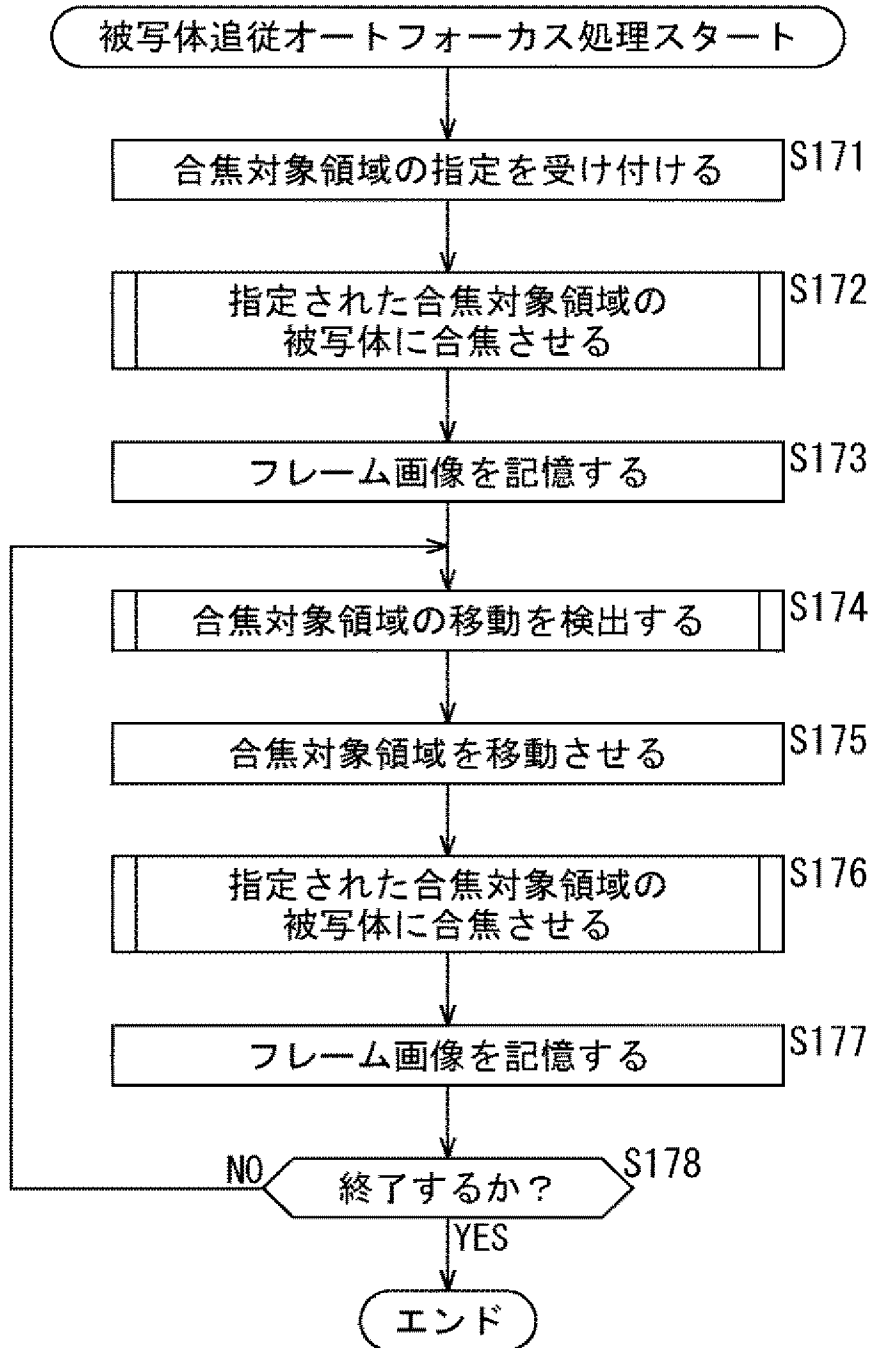 被写体追従オートフォーカス処理スタート
合焦対象領域の指定を受け付ける
S171
指定された合焦対象領域の
被写体に合焦させる
S172
フレーム画像を記憶する
S173
合焦対象領域の移動を検出する
S174
合焦対象領域を移動させる
S175
指定された合焦対象領域の
被写体に合焦させる
S176
フレーム画像を記憶する
S177
NO
終了するか？
S178
YES
エンド